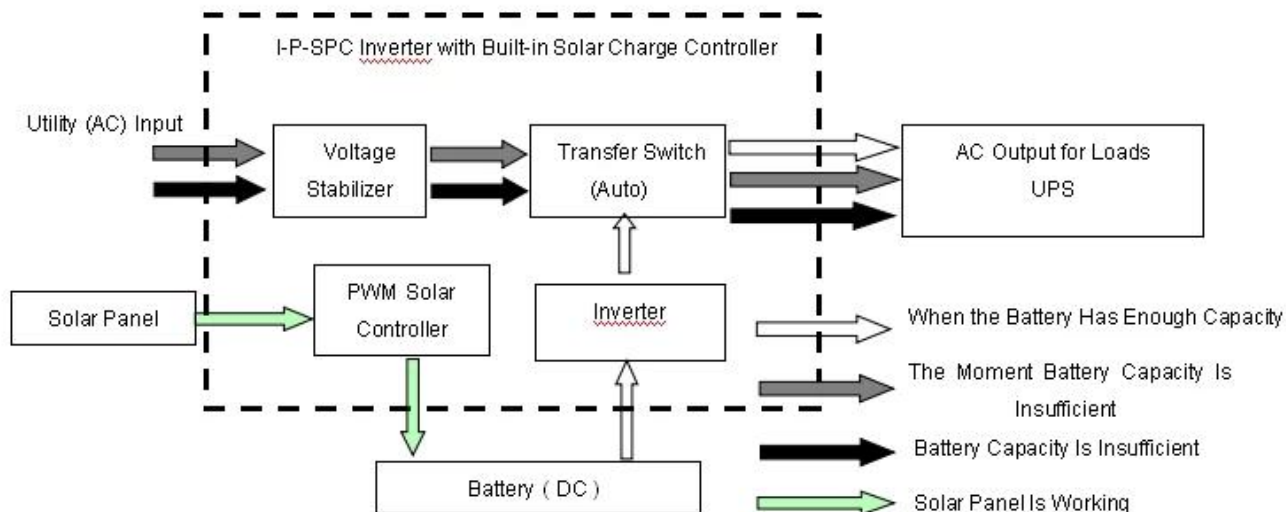 I-P-SPC Inverter with Built-in Solar Charge Controller
Utility (AC) Input
Voltage
Stabilizer
Transfer Switch
(Auto)
AC Output for Loads
UPS
Solar Panel
PWM Solar
Controller
Inverter
Battery ( DC )
When the Battery Has Enough Capacity
The Moment Battery Capacity Is
Insufficient
Battery Capacity Is Insufficient
Solar Panel Is Working